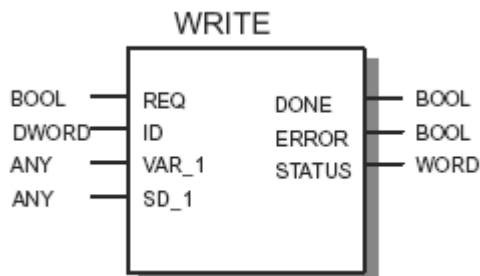 WRITE
BOOL REQ DONE BOOL
DWORD ID ERROR BOOL
ANY VAR_1 STATUS WORD
ANY SD_1